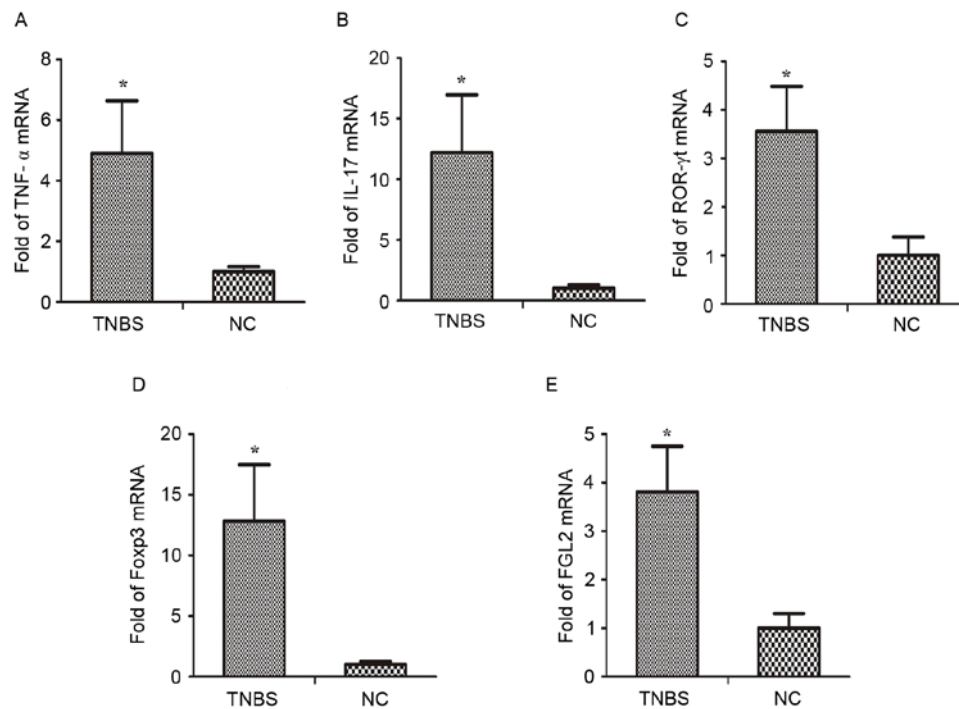 A
Fold of TNF- α mRNA
8
6
4
2
0
*
TNBS NC
B
Fold of IL-17 mRNA
20
15
10
5
0
*
TNBS NC
C
Fold of ROR-γt mRNA
5
4
3
2
1
0
*
TNBS NC
D
Fold of Foxp3 mRNA
20
15
10
5
0
*
TNBS NC
E
Fold of FGL2 mRNA
5
4
3
2
1
0
*
TNBS NC